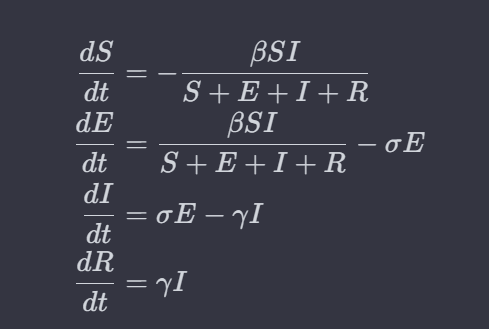 dS/dt = − βSI / (S + E + I + R)
dE/dt = βSI / (S + E + I + R) − σE
dI/dt = σE − γI
dR/dt = γI